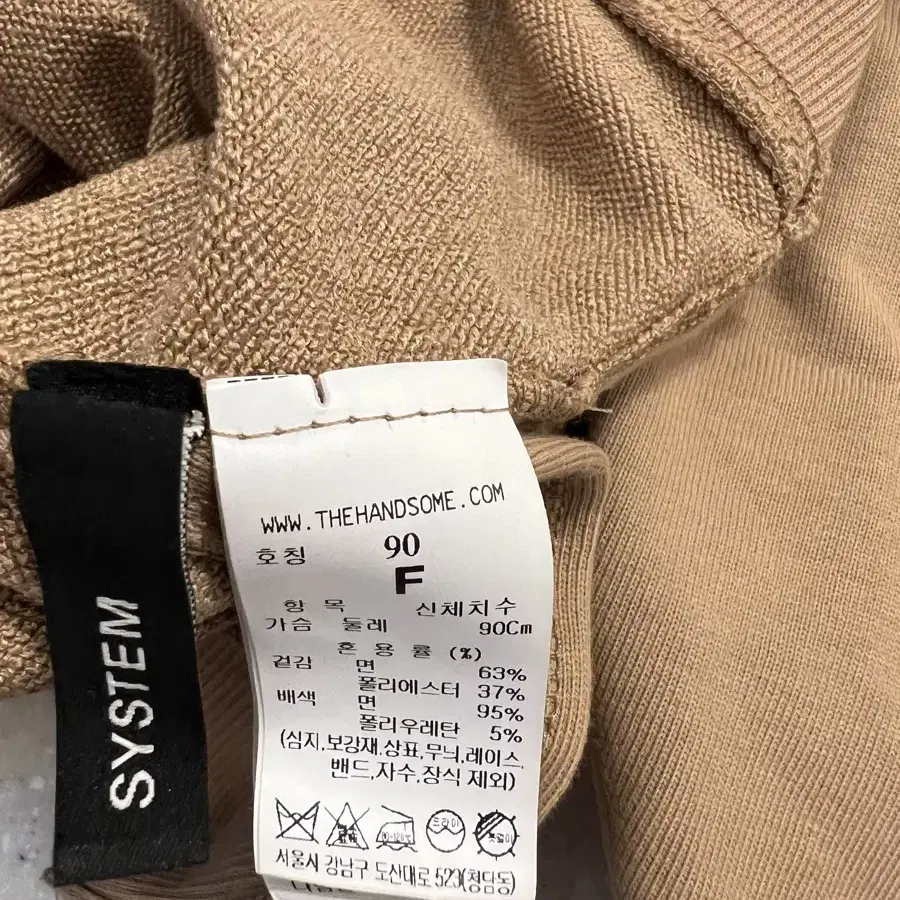 SYSTEM
WWW.THEHANDSOME.COM
호칭 90
F
항 목 신체치수
가슴 둘레 90Cm
혼 용 률 (%)
겉감 면 63%
폴리에스터 37%
배색 면 95%
폴리우레탄 5%
(심지,보강재,상표,무늬,레이스,
밴드,자수,장식 제외)
드라이
서울시 강남구 도산대로 523(청담동)